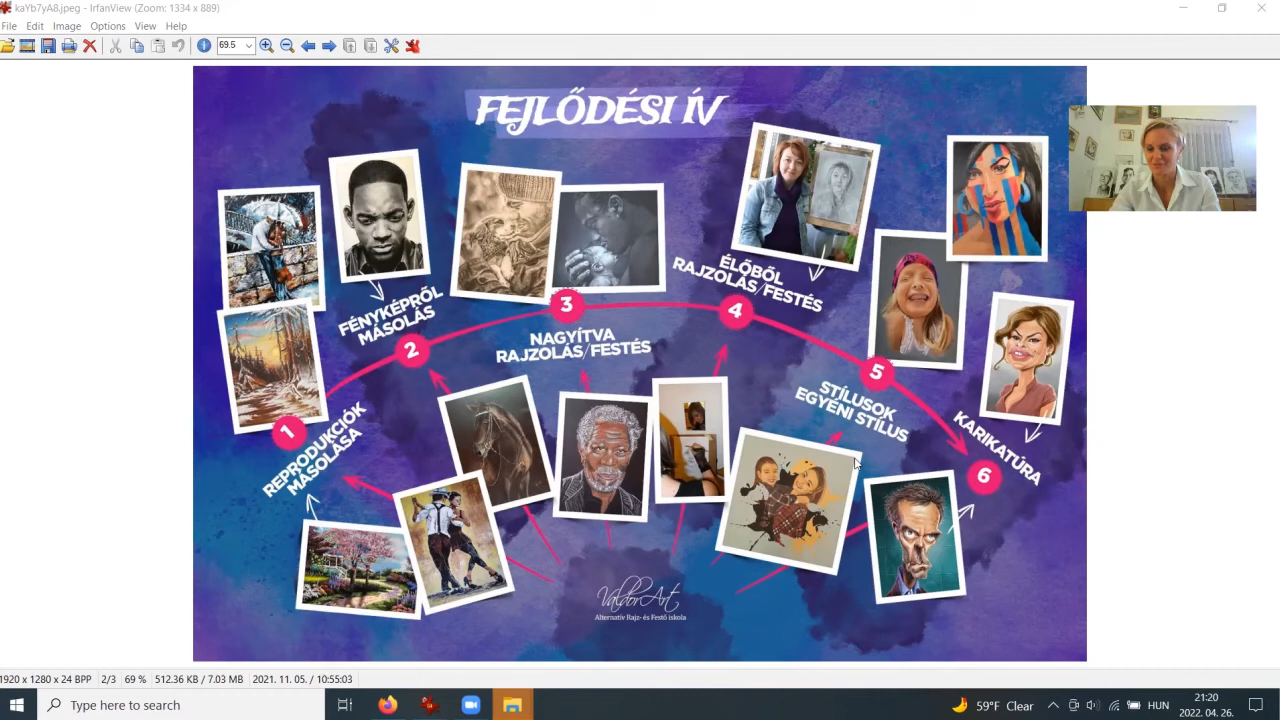 kaYb7yA8.jpeg - IrfanView (Zoom: 1334 x 889)
File Edit Image Options View Help
69.5
FEJLŐDÉSI ÍV
ÉLŐBŐL
RAJZOLÁS/FESTÉS
FÉNYKÉPRŐL
MÁSOLÁS
3
4
2
NAGYÍTVA
RAJZOLÁS/FESTÉS
5
STÍLUSOK
EGYÉNI STÍLUS
1
REPRODUKCIÓK
MÁSOLÁSA
KARIKATÚRA
6
ValdorArt
Alternatív Rajz- és Festő iskola
1920 x 1280 x 24 BPP 2/3 69 % 512.36 KB / 7.03 MB 2021. 11. 05. / 10:55:03
Type here to search
59°F Clear
HUN
21:20
2022. 04. 26.